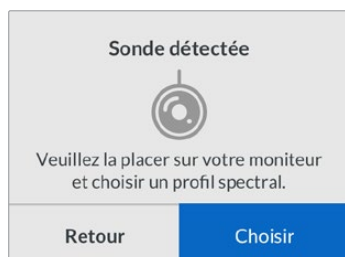 Sonde détectée
Veuillez la placer sur votre moniteur
et choisir un profil spectral.
Retour
Choisir